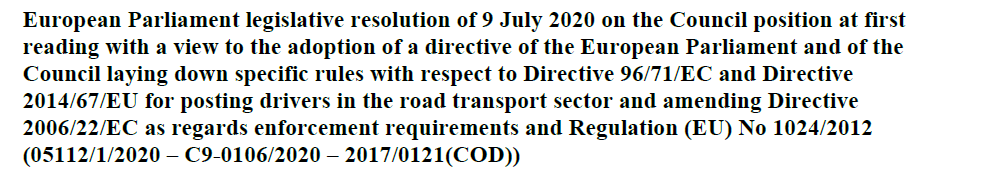 European Parliament legislative resolution of 9 July 2020 on the Council position at first
reading with a view to the adoption of a directive of the European Parliament and of the
Council laying down specific rules with respect to Directive 96/71/EC and Directive
2014/67/EU for posting drivers in the road transport sector and amending Directive
2006/22/EC as regards enforcement requirements and Regulation (EU) No 1024/2012
(05112/1/2020 – C9-0106/2020 – 2017/0121(COD))